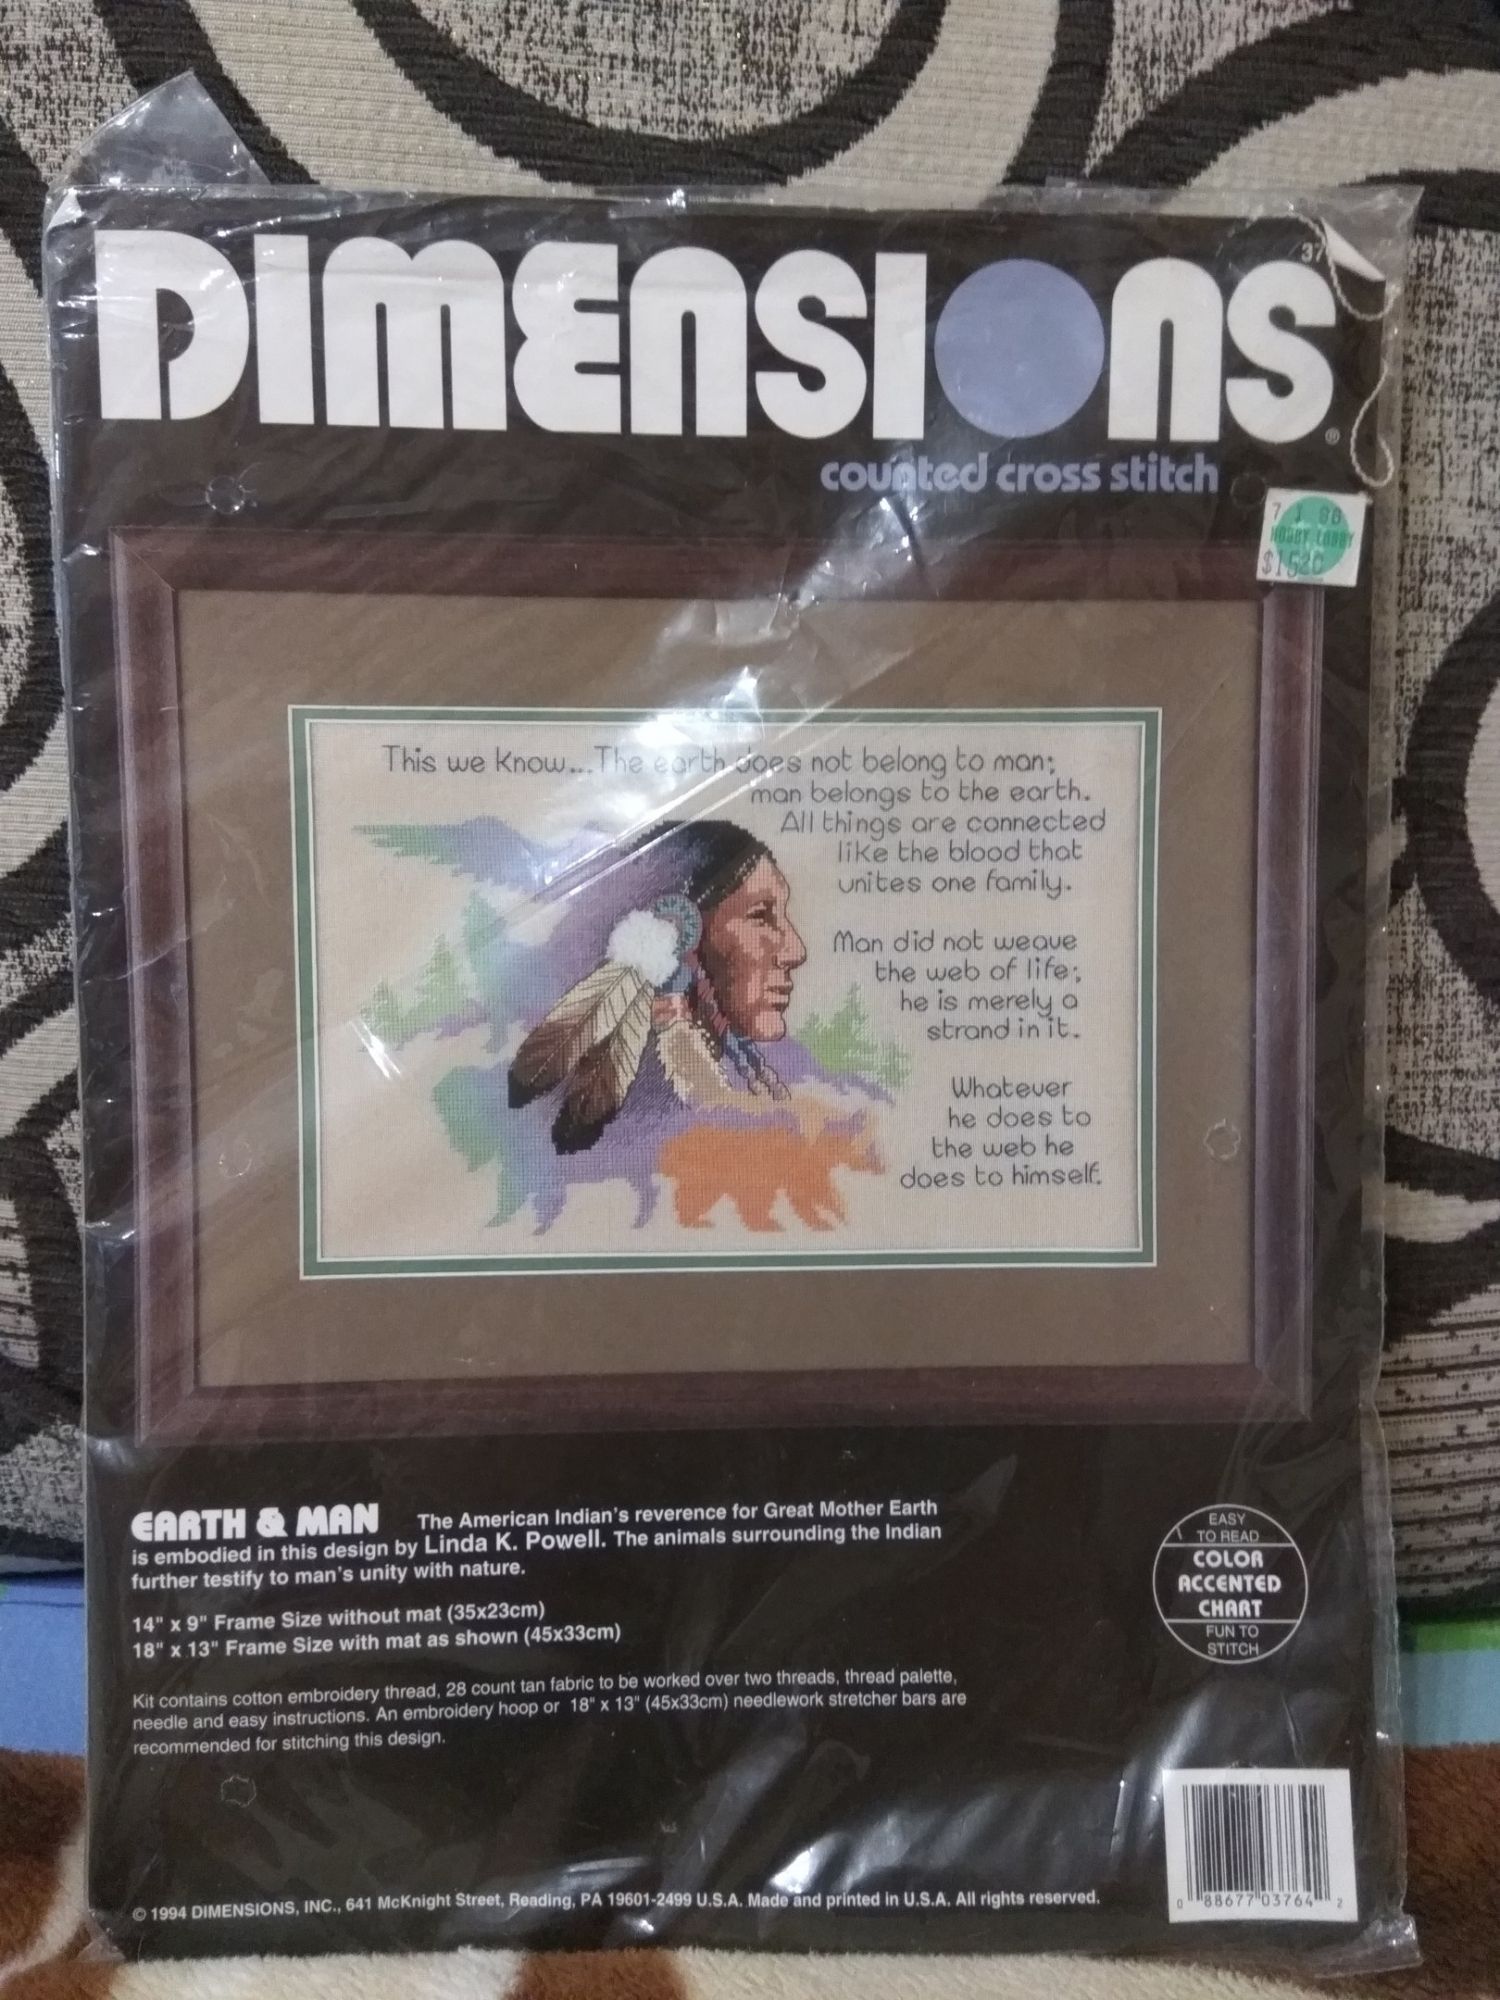 37
DIMENSIONS®
counted cross stitch
HOBBY LOBBY
This we know...The earth does not belong to man;
man belongs to the earth.
All things are connected
like the blood that
unites one family.
Man did not weave
the web of life;
he is merely a
strand in it.
Whatever
he does to
the web he
does to himself.
EARTH & MAN The American Indian's reverence for Great Mother Earth
is embodied in this design by Linda K. Powell. The animals surrounding the Indian
further testify to man's unity with nature.
14" x 9" Frame Size without mat (35x23cm)
18" x 13" Frame Size with mat as shown (45x33cm)
Kit contains cotton embroidery thread, 28 count tan fabric to be worked over two threads, thread palette,
needle and easy instructions. An embroidery hoop or 18" x 13" (45x33cm) needlework stretcher bars are
recommended for stitching this design.
EASY
TO READ
COLOR
ACCENTED
CHART
FUN TO
STITCH
0 88677 03764 2
© 1994 DIMENSIONS, INC., 641 McKnight Street, Reading, PA 19601-2499 U.S.A. Made and printed in U.S.A. All rights reserved.